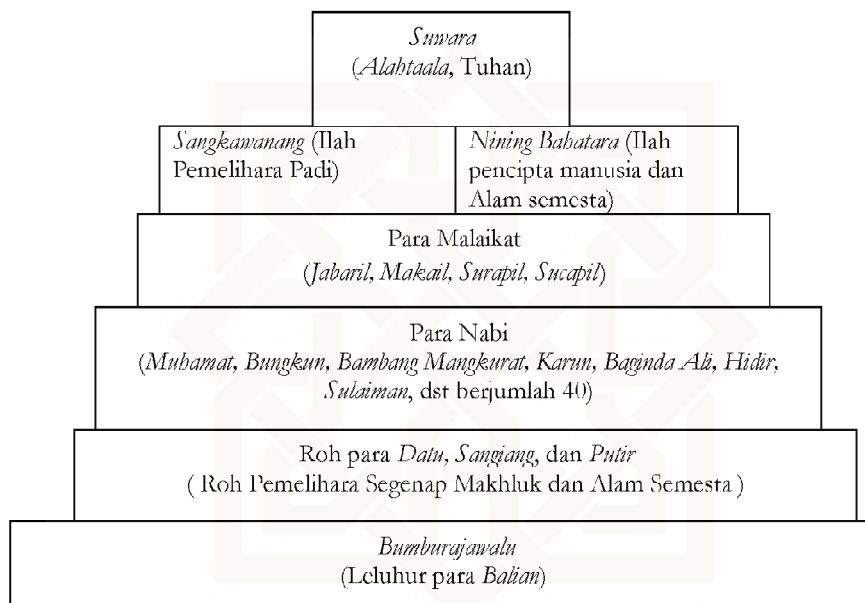 Suwara
(Alahtaala, Tuhan)
Sangkawanang (Ilah
Pemelihara Padi)
Nining Bahatara (Ilah
pencipta manusia dan
Alam semesta)
Para Malaikat
(Jabaril, Makail, Surapil, Sucapil)
Para Nabi
(Muhamat, Bungkun, Bambang Mangkurat, Karun, Baginda Ali, Hidir,
Sulaiman, dst berjumlah 40)
Roh para Datu, Sangiang, dan Putir
( Roh Pemelihara Segenap Makhluk dan Alam Semesta )
Bumburajawalu
(Leluhur para Balian)